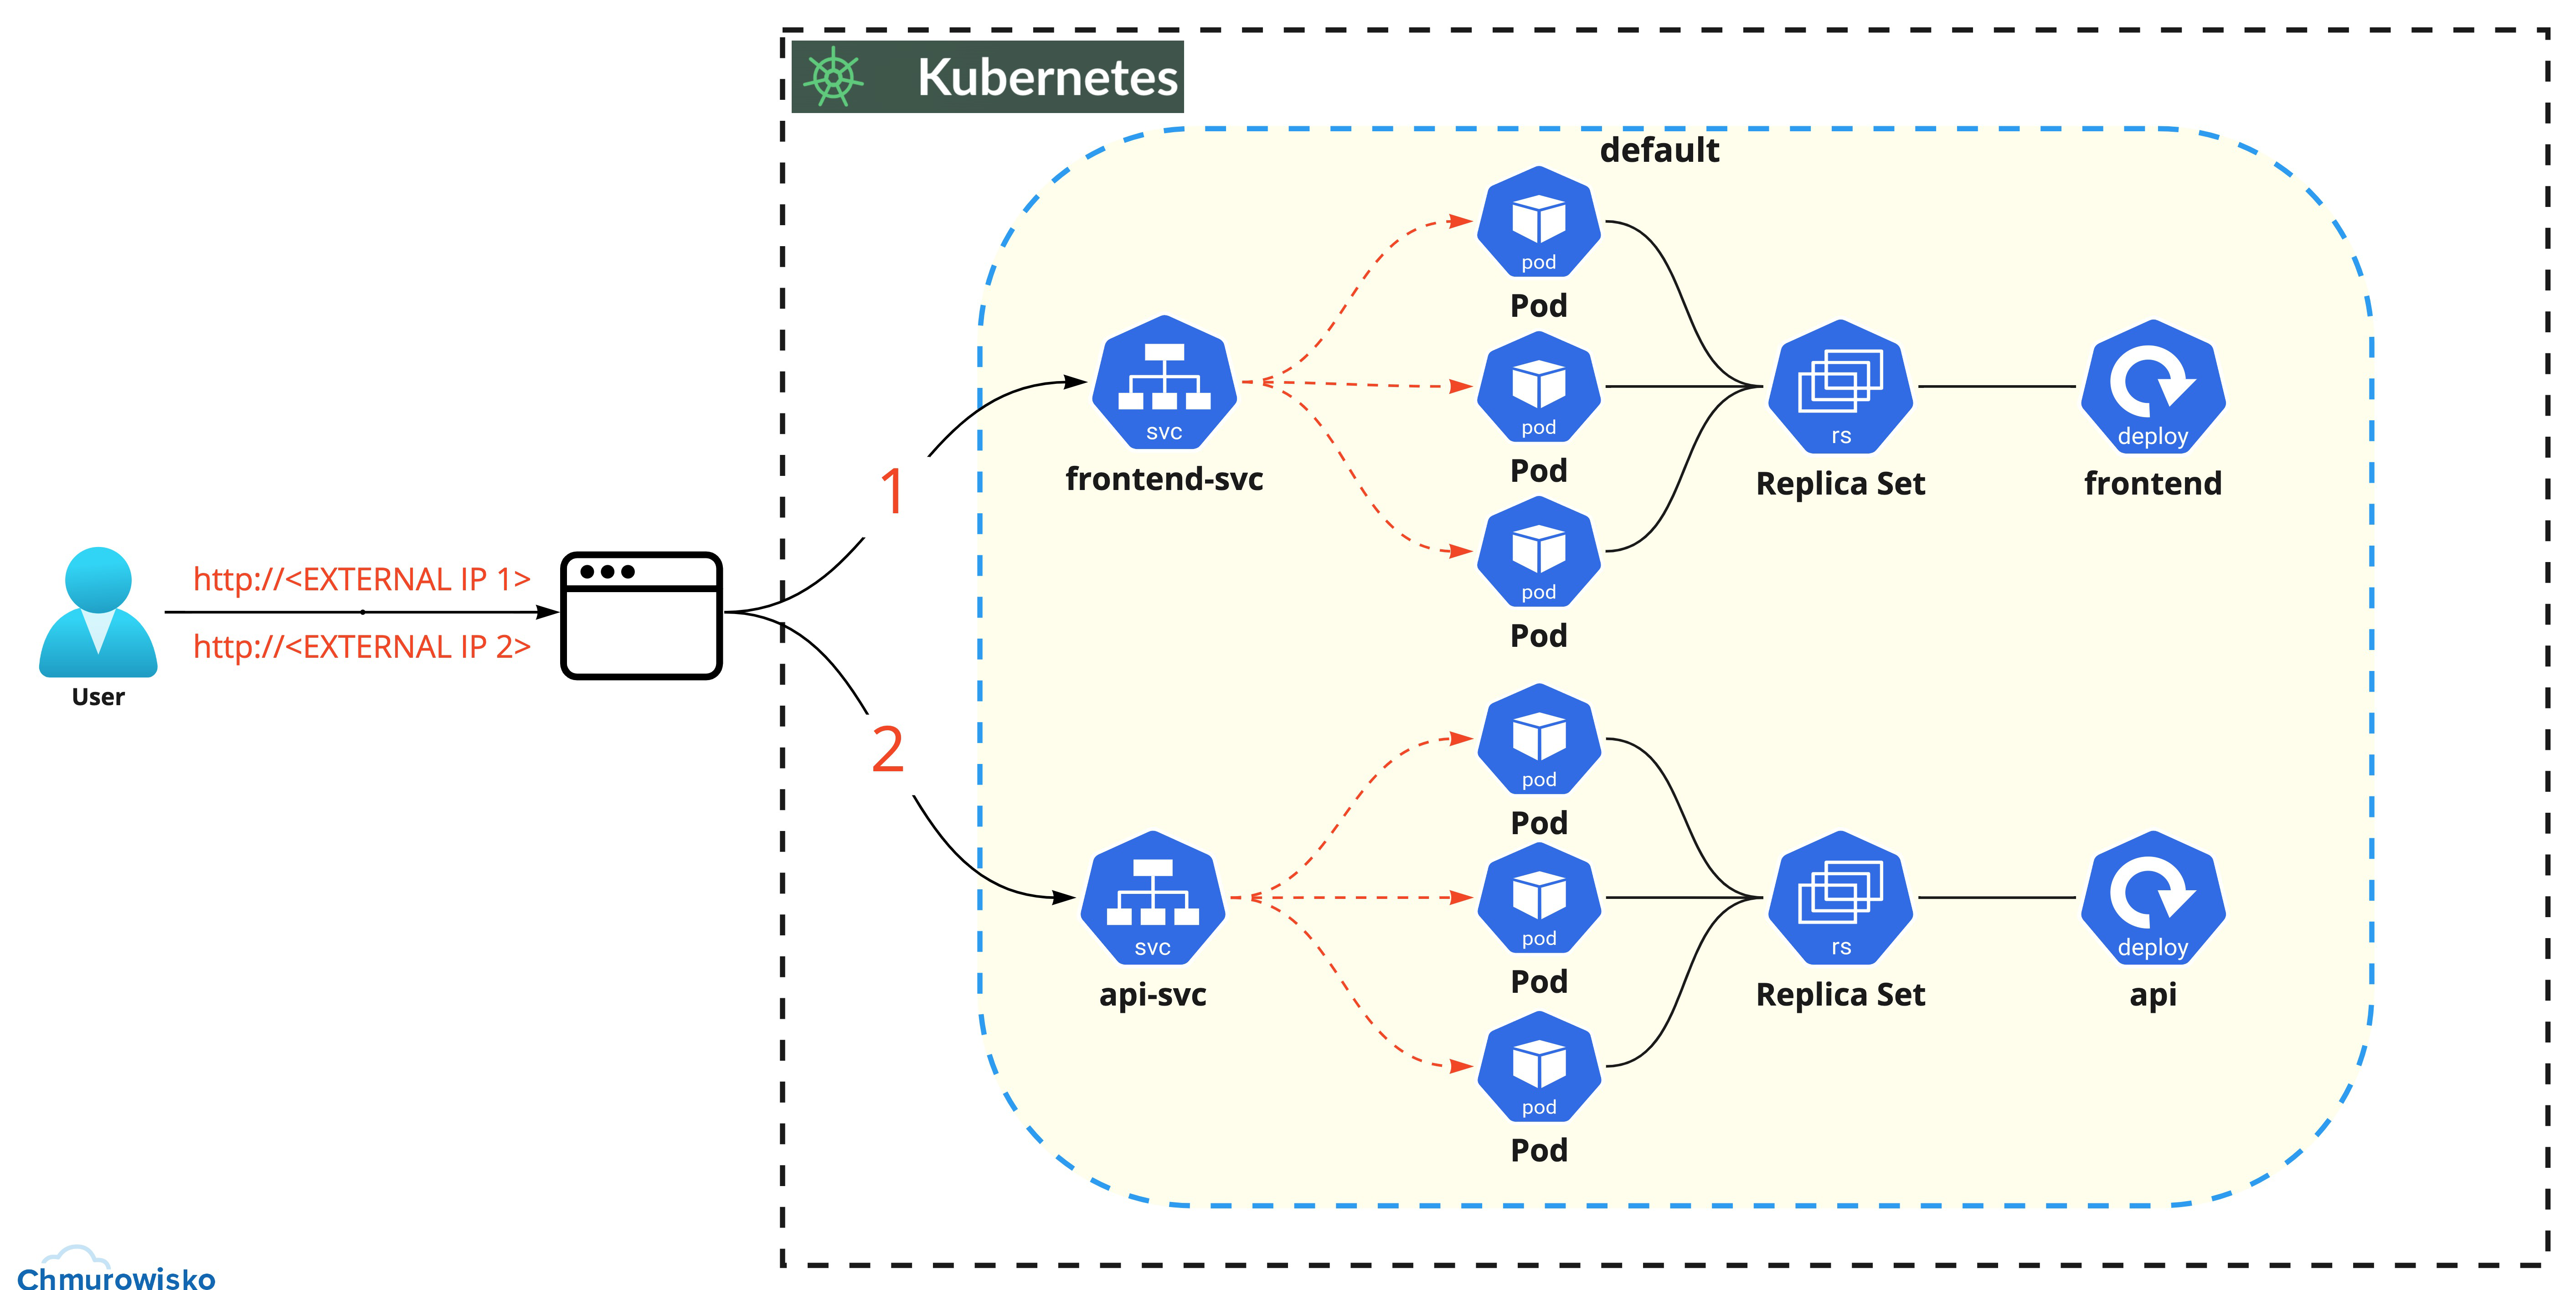 Kubernetes
default
pod
Pod
svc
frontend-svc
pod
Pod
rs
Replica Set
deploy
frontend
pod
Pod
1
http://<EXTERNAL IP 1>
http://<EXTERNAL IP 2>
User
2
pod
Pod
svc
api-svc
pod
Pod
rs
Replica Set
deploy
api
pod
Pod
Chmurowisko